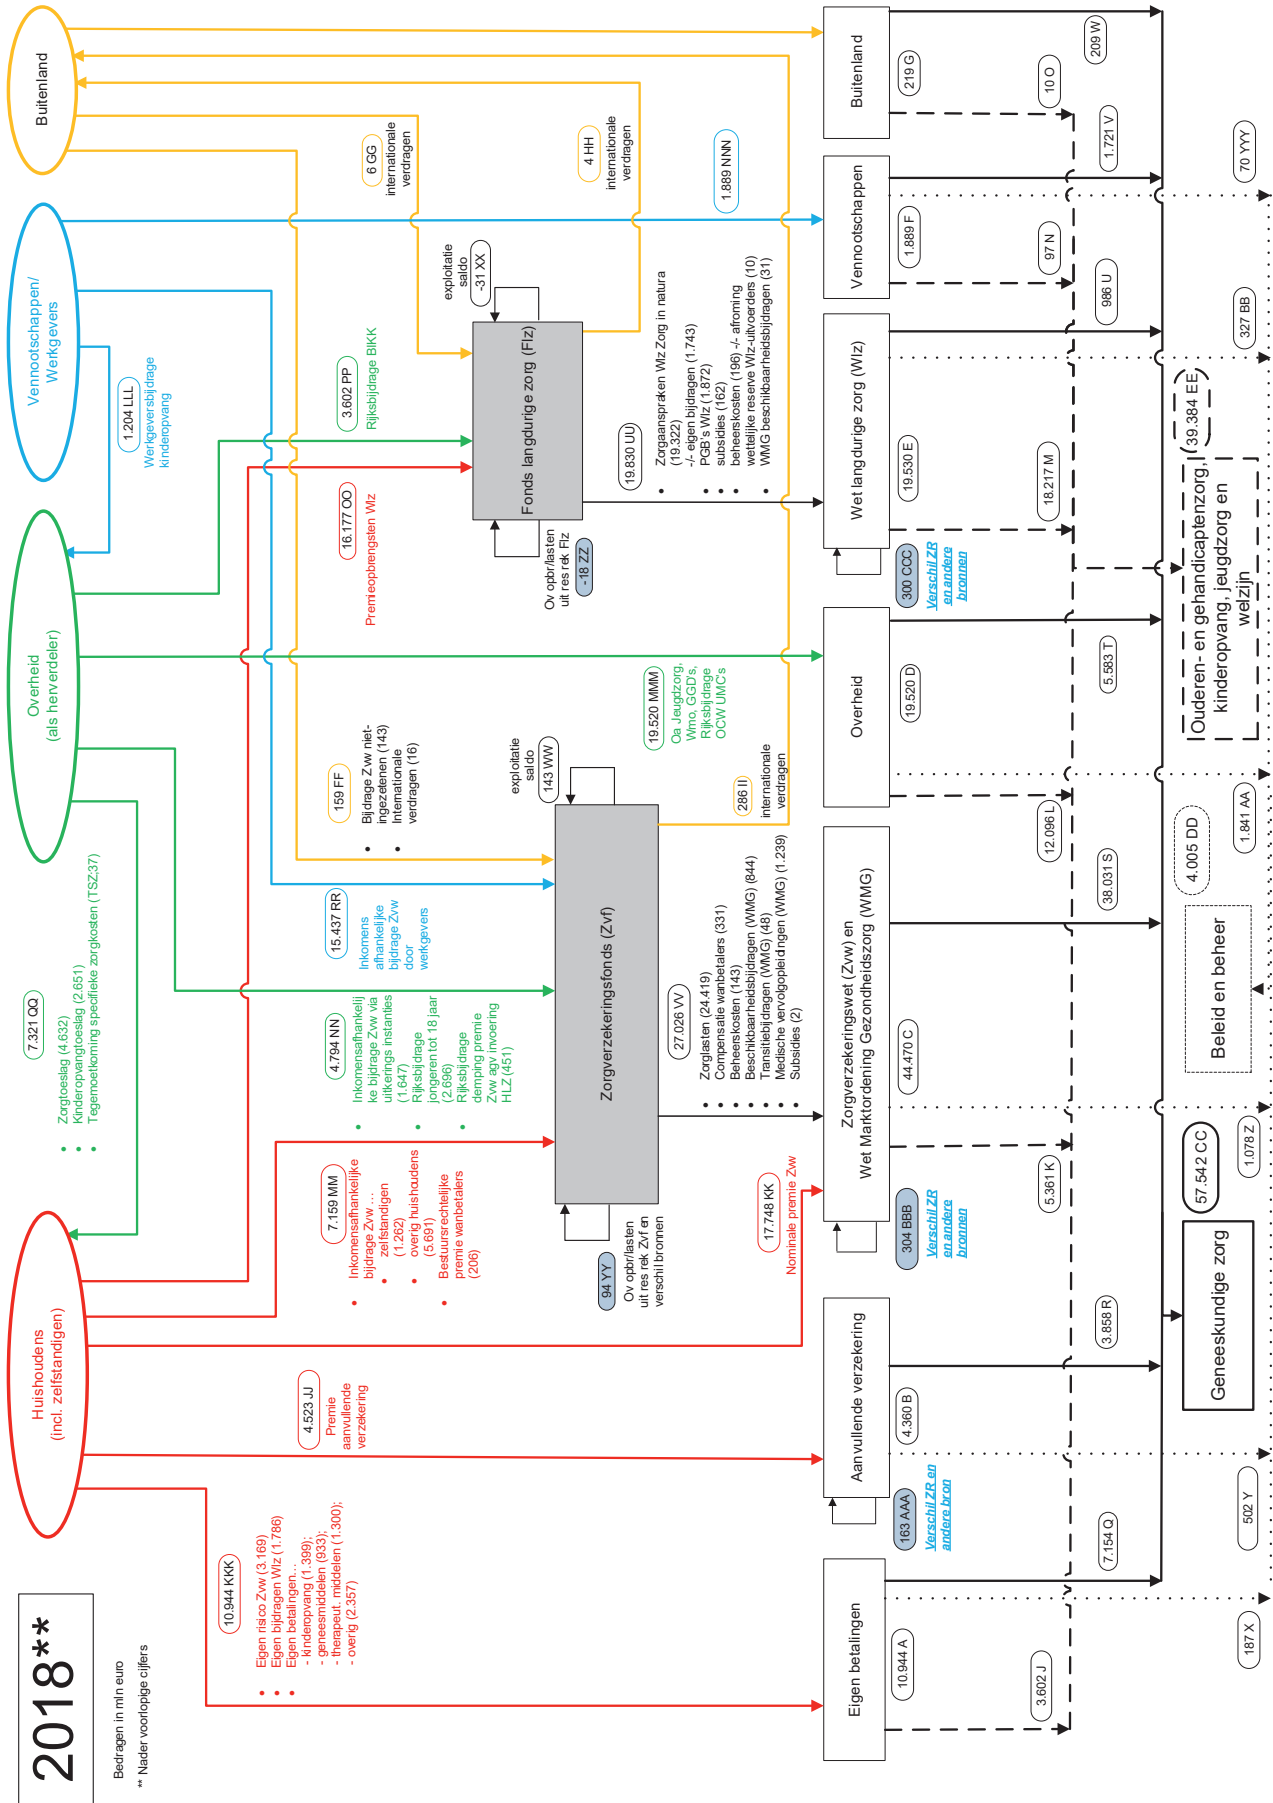 2018**
Bedragen in mln euro
** Nader voorlopige cijfers
Huishoudens
(incl. zelfstandigen)
Overheid
(als herverdeler)
Vennootschappen/
Werkgevers
Buitenland
7.321 QQ
• Zorgtoeslag (4.632)
• Kinderopvangtoeslag (2.651)
• Tegemoetkoming specifieke zorgkosten (TSZ;37)
1.204 LLL
Werkgeversbijdrage
kinderopvang
10.944 KKK
• Eigen risico Zvw (3.169)
• Eigen bijdragen Wlz (1.786)
• Eigen betalingen…
- kinderopvang (1.399);
- geneesmiddelen (933);
- therapeut. middelen (1.300);
- overig (2.357)
4.523 JJ
Premie
aanvullende
verzekering
7.159 MM
• Inkomensafhankelijke
bijdrage Zvw …
• zelfstandigen
(1.262)
• overig huishoudens
(5.691)
• Bestuursrechtelijke
premie wanbetalers
(206)
4.794 NN
• Inkomensafhankelij
ke bijdrage Zvw via
uitkerings instanties
(1.647)
• Rijksbijdrage
jongeren tot 18 jaar
(2.696)
• Rijksbijdrage
demping premie
Zvw agv invoering
HLZ (451)
15.437 RR
Inkomens
afhankelijke
bijdrage Zvw
door
werkgevers
159 FF
• Bijdrage Zvw niet-
ingezetenen (143)
• Internationale
verdragen (16)
16.177 OO
Premieopbrengsten Wlz
3.602 PP
Rijksbijdrage BIKK
6 GG
internationale
verdragen
4 HH
internationale
verdragen
exploitatie
saldo
-31 XX
Fonds langdurige zorg (Flz)
Ov opbr/lasten
uit res rek Flz
-18 ZZ
19.830 UU
• Zorgaanspraken Wlz Zorg in natura
(19.322)
• -/- eigen bijdragen (1.743)
• PGB's Wlz (1.872)
• subsidies (162)
• beheerskosten (196) -/- afroming
wettelijke reserve Wlz-uitvoerders (10)
• WMG beschikbaarheidsbijdragen (31)
1.889 NNN
19.520 MMM
Oa Jeugdzorg,
Wmo, GGD's,
Rijksbijdrage
OCW UMC's
exploitatie
saldo
143 WW
Zorgverzekeringsfonds (Zvf)
94 YY
Ov opbr/lasten
uit res rek Zvf en
verschil bronnen
286 II
internationale
verdragen
27.026 VV
• Zorglasten (24.419)
• Compensatie wanbetalers (331)
• Beheerskosten (143)
• Beschikbaarheidsbijdragen (WMG) (844)
• Transitiebijdragen (WMG) (48)
• Medische vervolgopleidingen (WMG) (1.239)
• Subsidies (2)
17.748 KK
Nominale premie Zvw
Eigen betalingen
Aanvullende verzekering
Zorgverzekeringswet (Zvw) en
Wet Marktordening Gezondheidszorg (WMG)
Overheid
Wet langdurige zorg (Wlz)
Vennootschappen
Buitenland
10.944 A
163 AAA
Verschil ZR en
andere bron
4.360 B
304 BBB
Verschil ZR
en andere
bronnen
44.470 C
19.520 D
300 CCC
Verschil ZR
en andere
bronnen
19.530 E
1.889 F
219 G
3.602 J
5.361 K
12.096 L
18.217 M
97 N
10 O
7.154 Q
3.858 R
38.031 S
5.583 T
986 U
1.721 V
209 W
Geneeskundige zorg
57.542 CC
Beleid en beheer
4.005 DD
Ouderen- en gehandicaptenzorg,
kinderopvang, jeugdzorg en
welzijn
39.384 EE
187 X
502 Y
1.078 Z
1.841 AA
327 BB
70 YYY